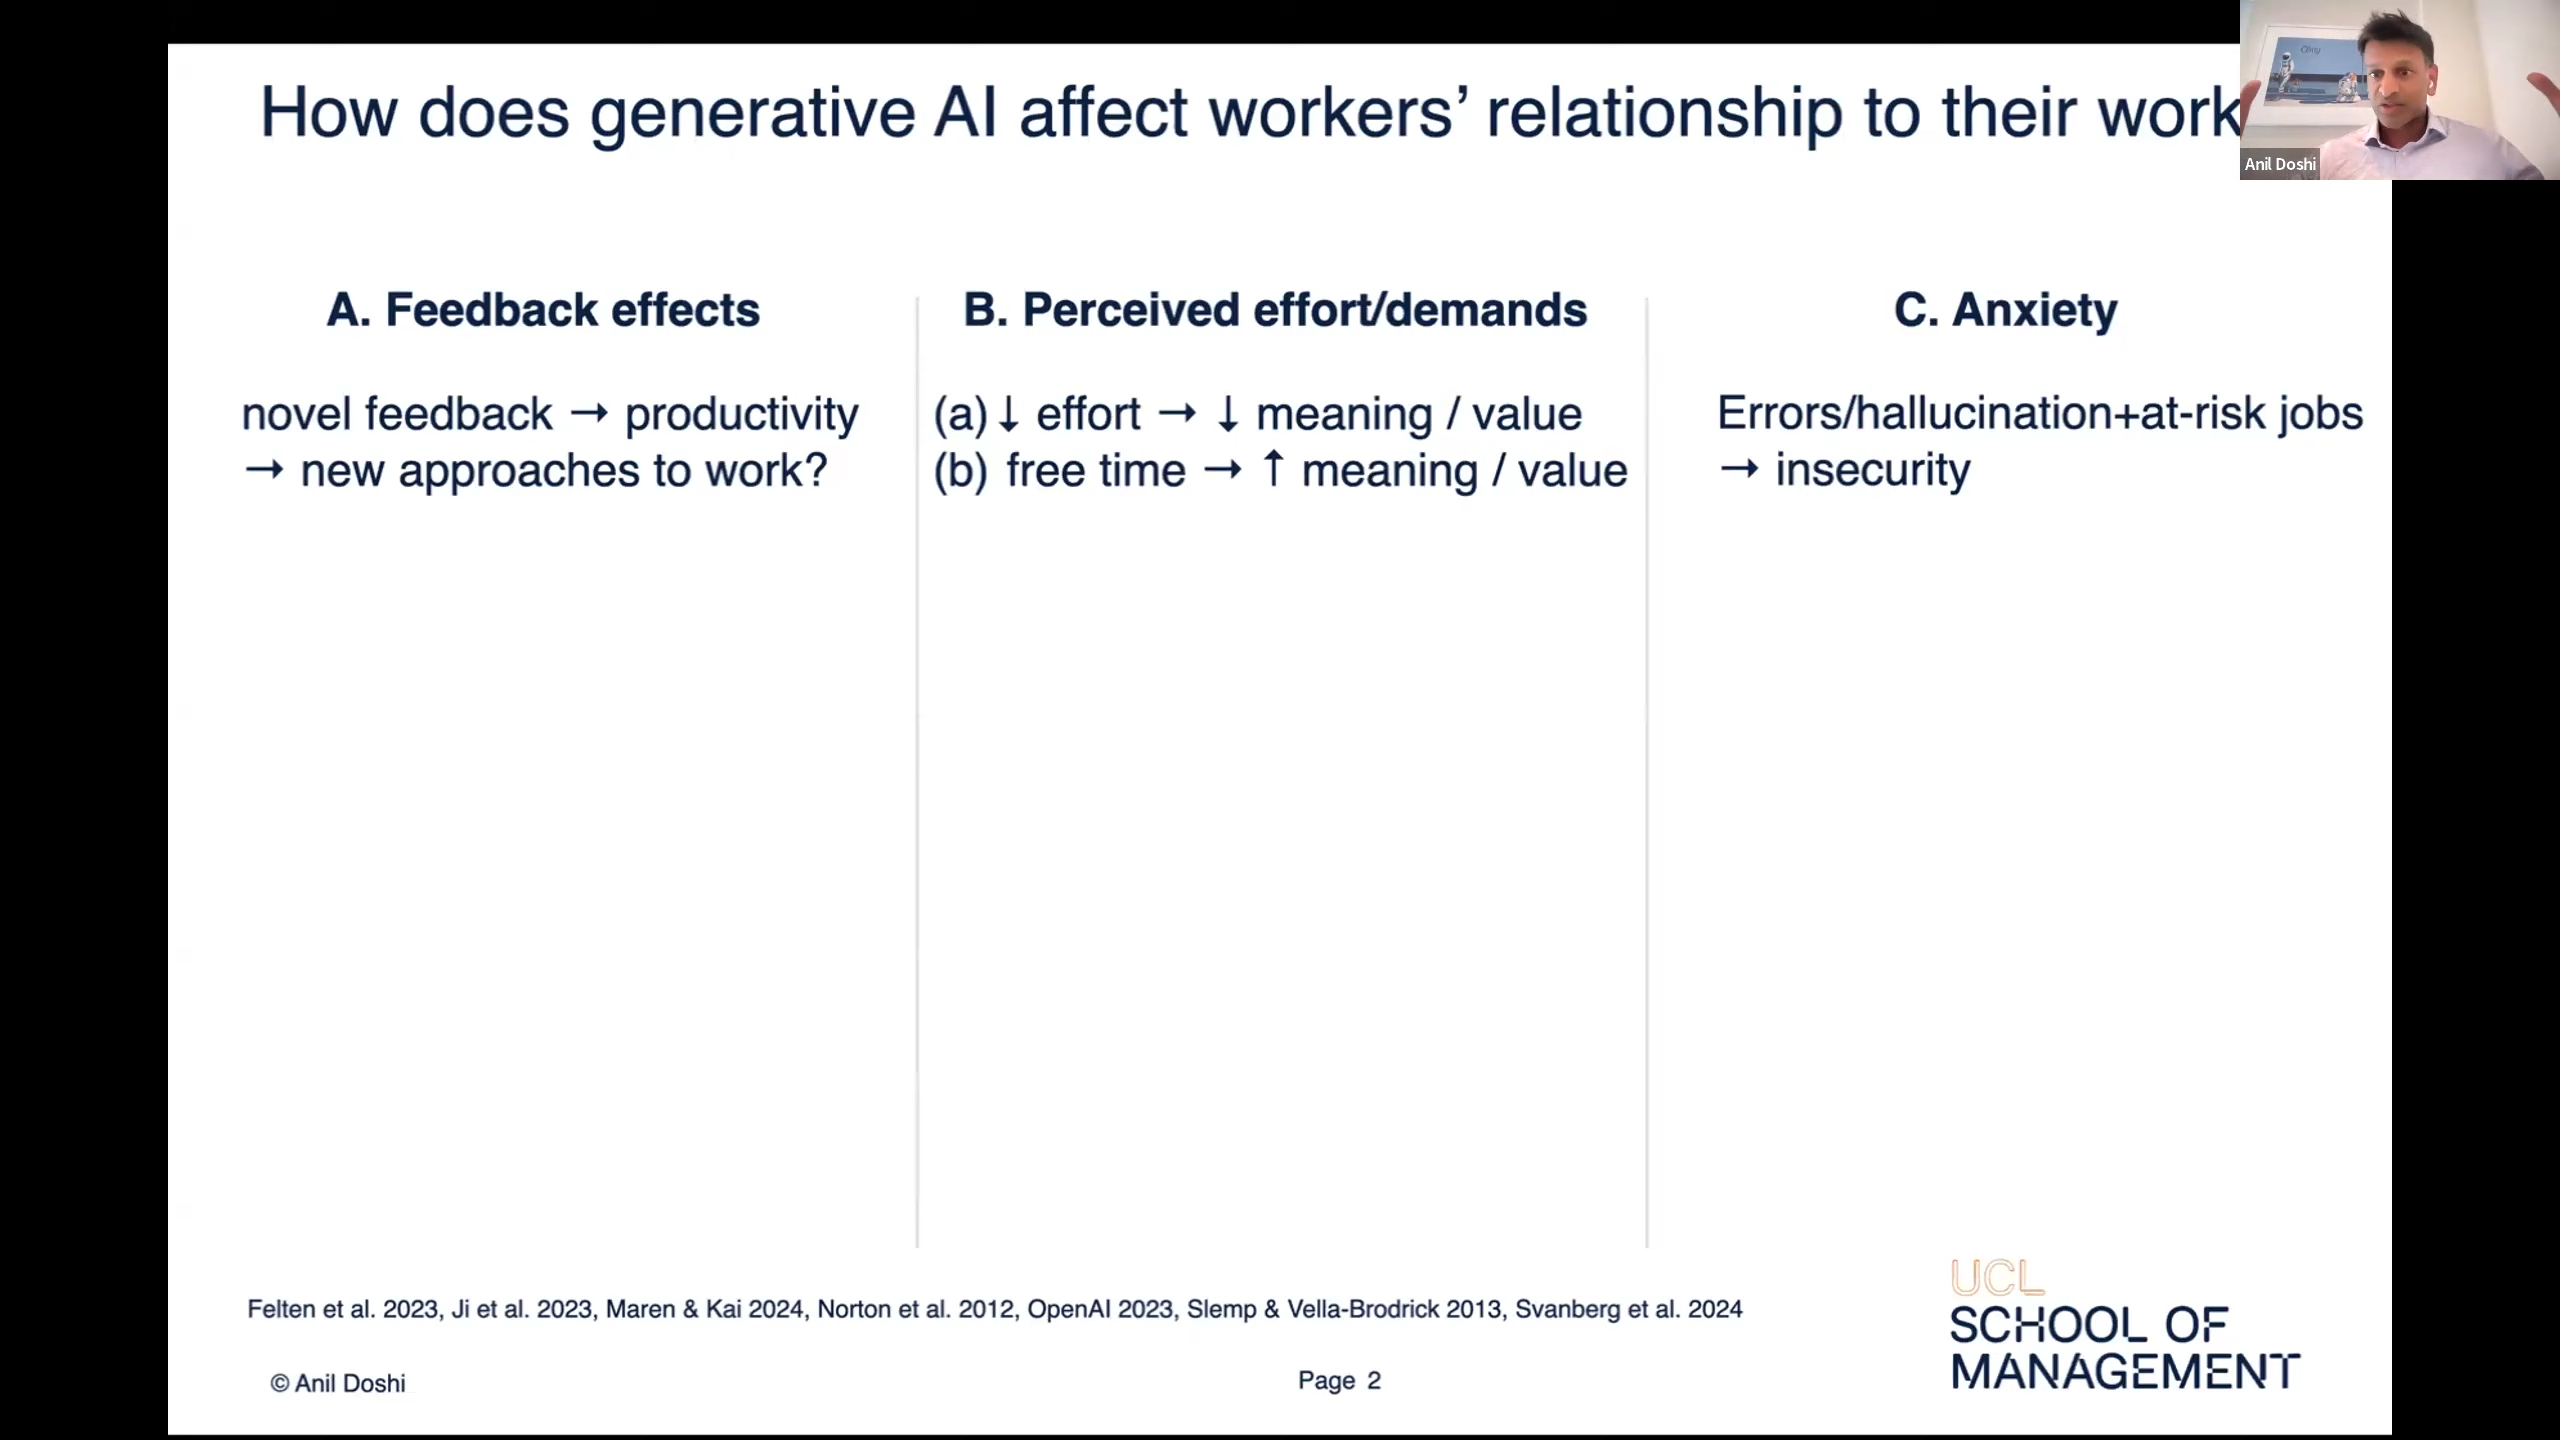 How does generative AI affect workers’ relationship to their work
Anil Doshi
A. Feedback effects
novel feedback → productivity
→ new approaches to work?
B. Perceived effort/demands
(a) ↓ effort → ↓ meaning / value
(b) free time → ↑ meaning / value
C. Anxiety
Errors/hallucination+at-risk jobs
→ insecurity
Felten et al. 2023, Ji et al. 2023, Maren & Kai 2024, Norton et al. 2012, OpenAI 2023, Slemp & Vella-Brodrick 2013, Svanberg et al. 2024
© Anil Doshi
Page 2
UCL
SCHOOL OF
MANAGEMENT